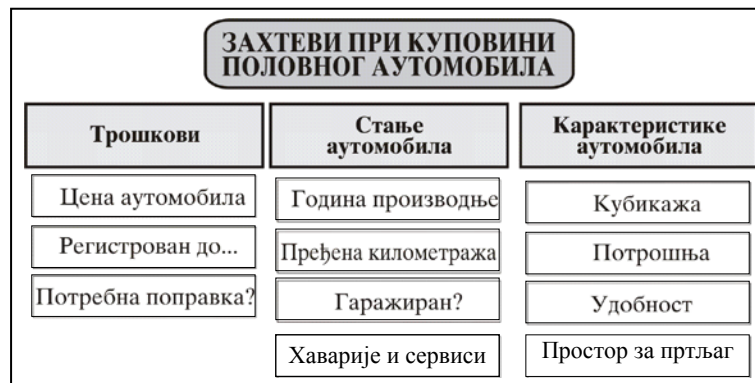 ЗАХТЕВИ ПРИ КУПОВИНИ
ПОЛОВНОГ АУТОМОБИЛА
Трошкови
Цена аутомобила
Регистрован до...
Потребна поправка?
Стање
аутомобила
Година производње
Пређена километража
Гаражиран?
Хаварије и сервиси
Карактеристике
аутомобила
Кубикажа
Потрошња
Удобност
Простор за пртљаг